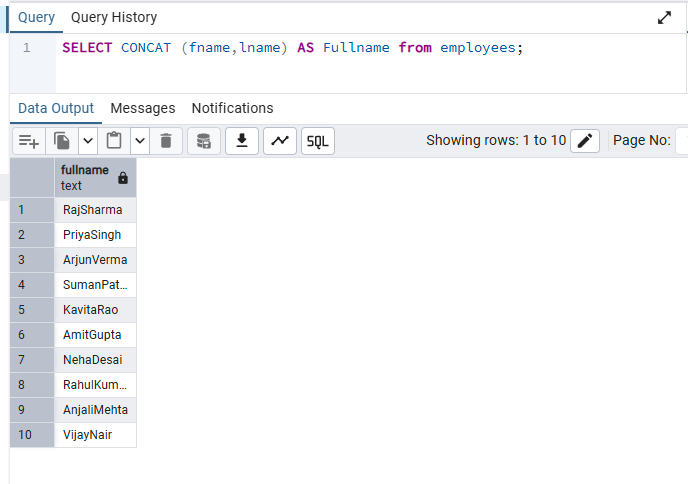 Query Query History
1 SELECT CONCAT (fname,lname) AS Fullname from employees;
Data Output Messages Notifications
SQL Showing rows: 1 to 10 Page No:
fullname
text
1 RajSharma
2 PriyaSingh
3 ArjunVerma
4 SumanPat...
5 KavitaRao
6 AmitGupta
7 NehaDesai
8 RahulKum...
9 AnjaliMehta
10 VijayNair